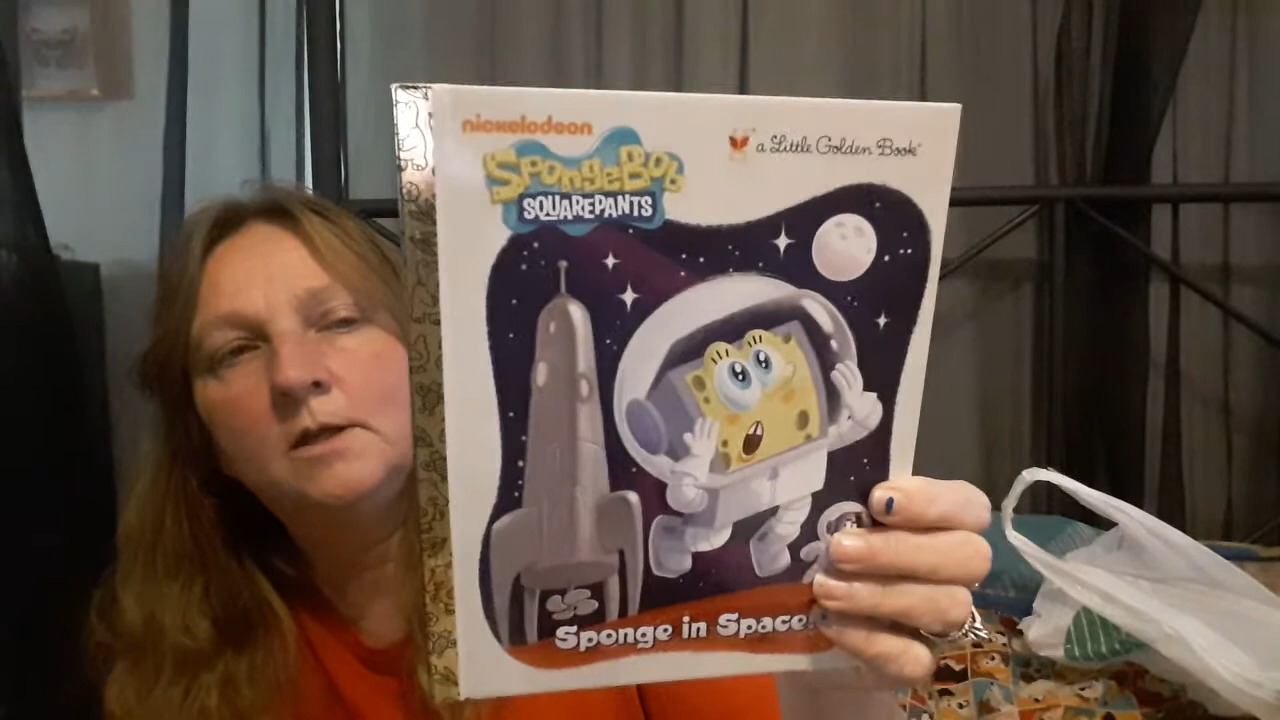 nickelodeon
SpongeBob
SQUAREPANTS
a Little Golden Book
Sponge in Space!